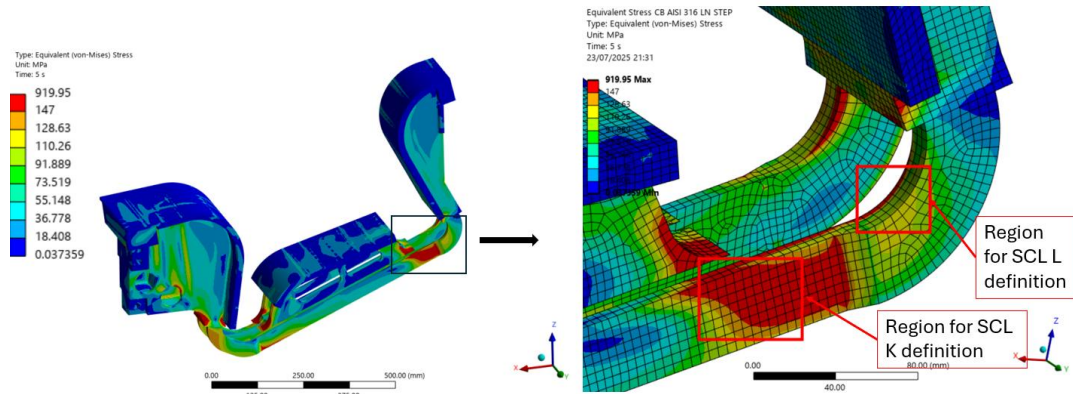 Type: Equivalent (von-Mises) Stress
Unit: MPa
Time: 5 s
919.95
147
128.63
110.26
91.889
73.519
55.148
36.778
18.408
0.037359
Z
X
Y
0.00 250.00 500.00 (mm)
Equivalent Stress CB AISI 316 LN STEP
Type: Equivalent (von-Mises) Stress
Unit: MPa
Time: 5 s
23/07/2025 21:31
919.95 Max
147
Min
Region
for SCL L
definition
Region for SCL
K definition
Z
X
Y
0.00 80.00 (mm)
40.00